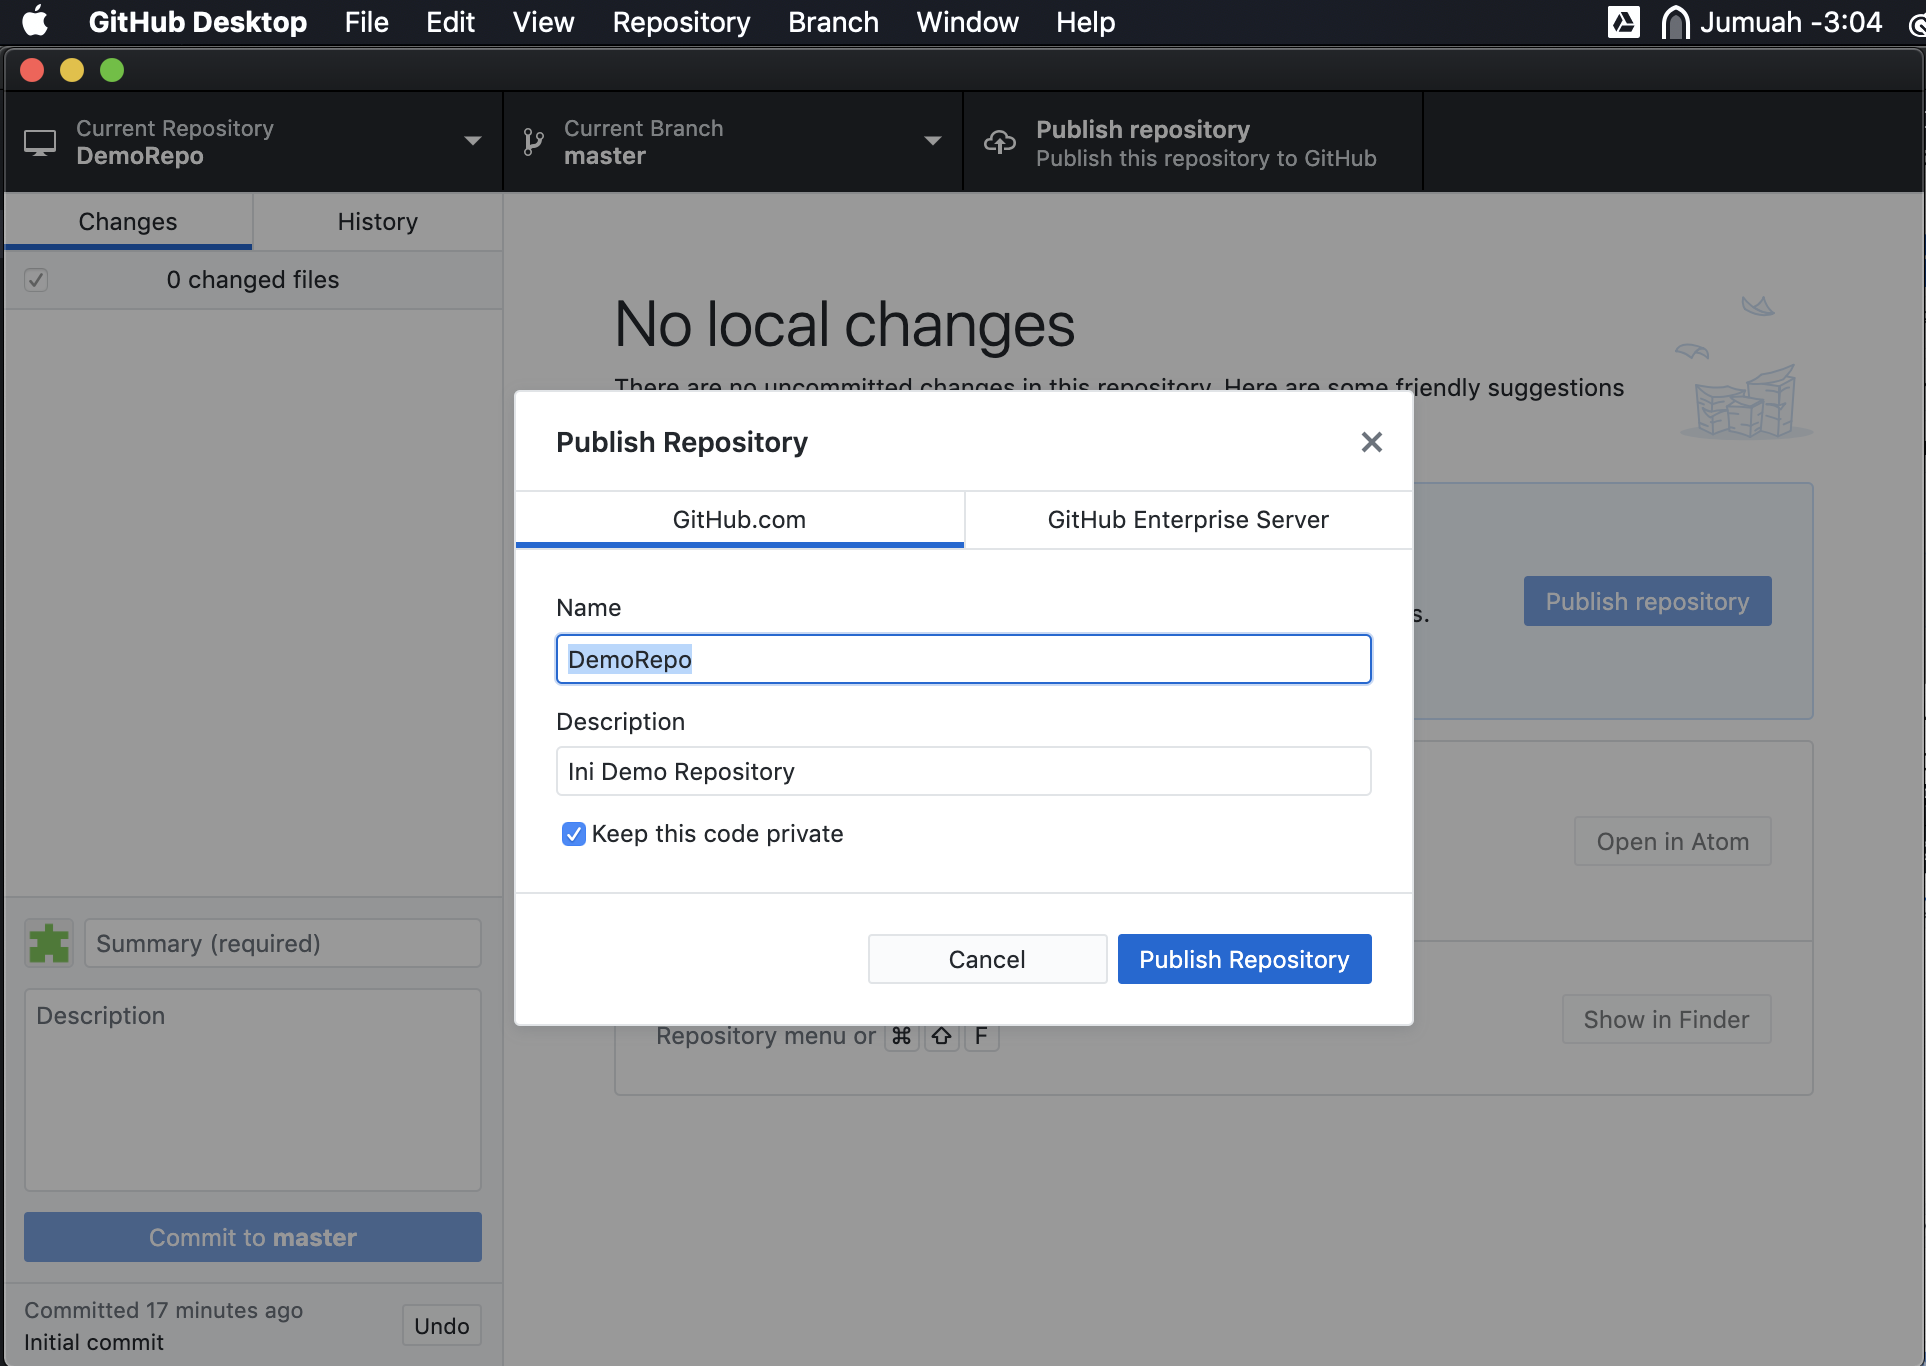 GitHub Desktop File Edit View Repository Branch Window Help Jumuah -3:04
Current Repository
DemoRepo
Current Branch
master
Publish repository
Publish this repository to GitHub
Changes
History
0 changed files
No local changes
There are no uncommitted changes in this repository. Here are some friendly suggestions
Publish Repository
GitHub.com
GitHub Enterprise Server
Name
DemoRepo
Description
Ini Demo Repository
Keep this code private
Cancel
Publish Repository
s.
Publish repository
Open in Atom
Repository menu or ⌘ ⇧ F
Show in Finder
Summary (required)
Description
Commit to master
Committed 17 minutes ago
Initial commit
Undo